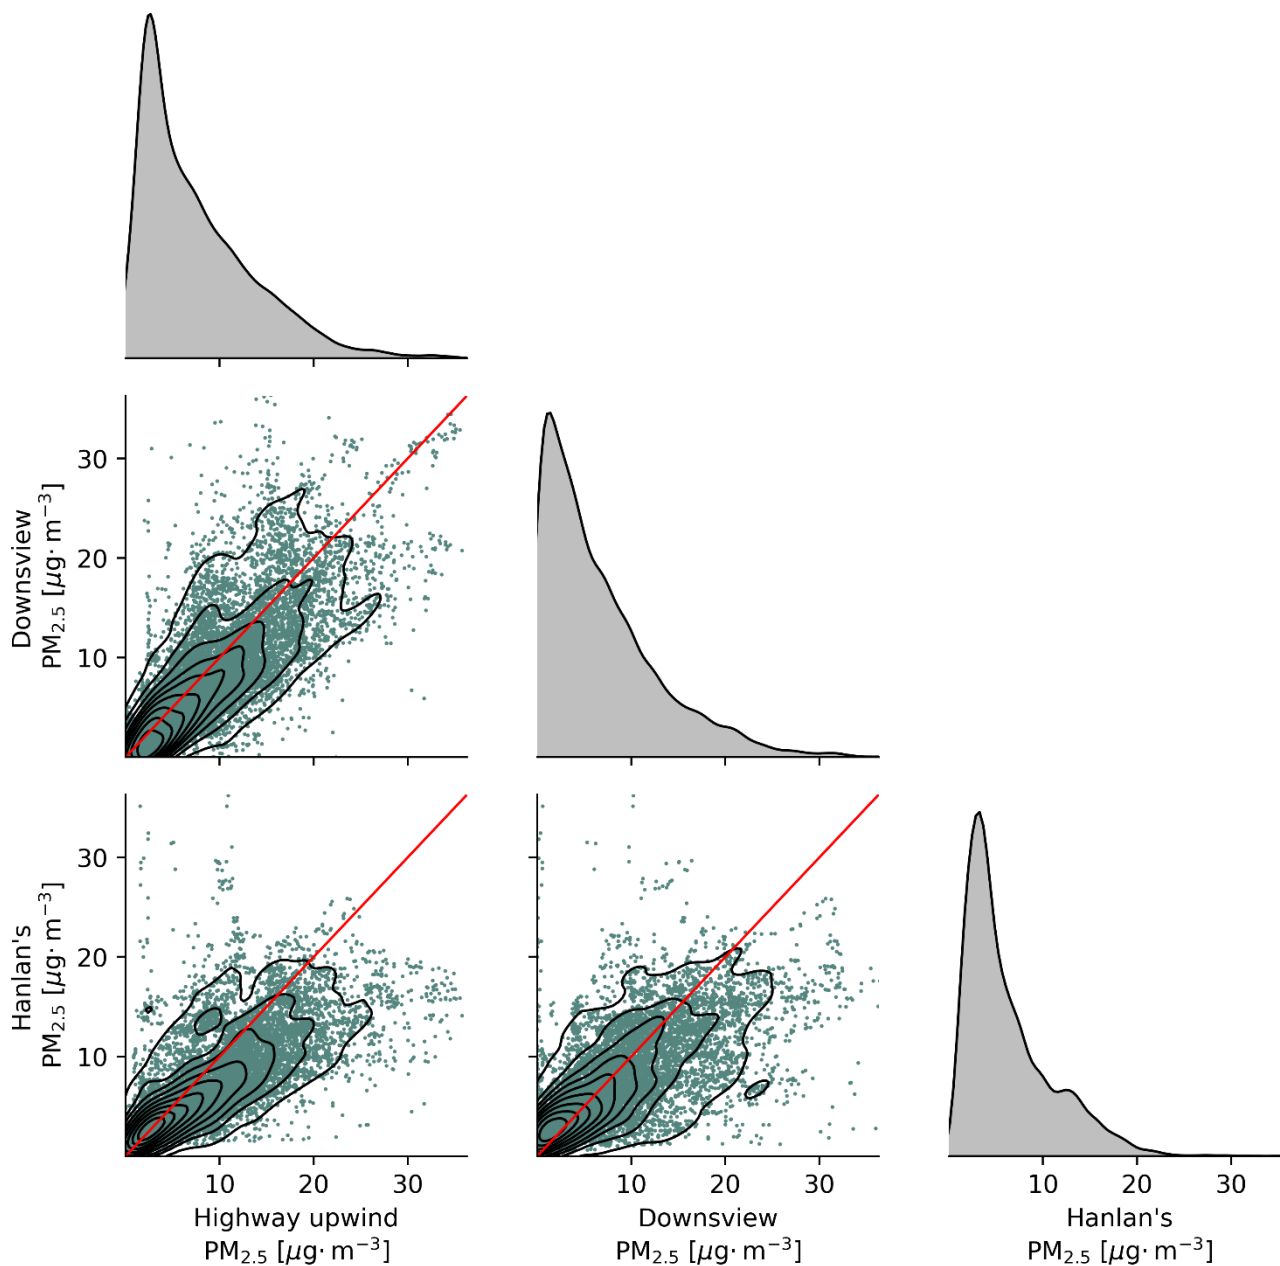 30
20
10
Downsview
PM₂.₅ [μg·m⁻³]
30
20
10
Hanlan's
PM₂.₅ [μg·m⁻³]
10 20 30
Highway upwind
PM₂.₅ [μg·m⁻³]
10 20 30
Downsview
PM₂.₅ [μg·m⁻³]
10 20 30
Hanlan's
PM₂.₅ [μg·m⁻³]